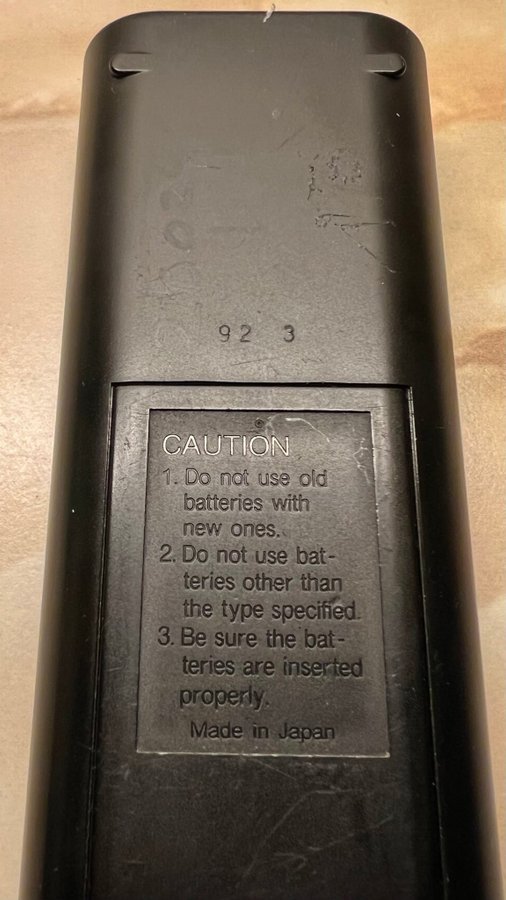 92 3
CAUTION
1. Do not use old
batteries with
new ones.
2. Do not use bat-
teries other than
the type specified.
3. Be sure the bat-
teries are inserted
properly.
Made in Japan